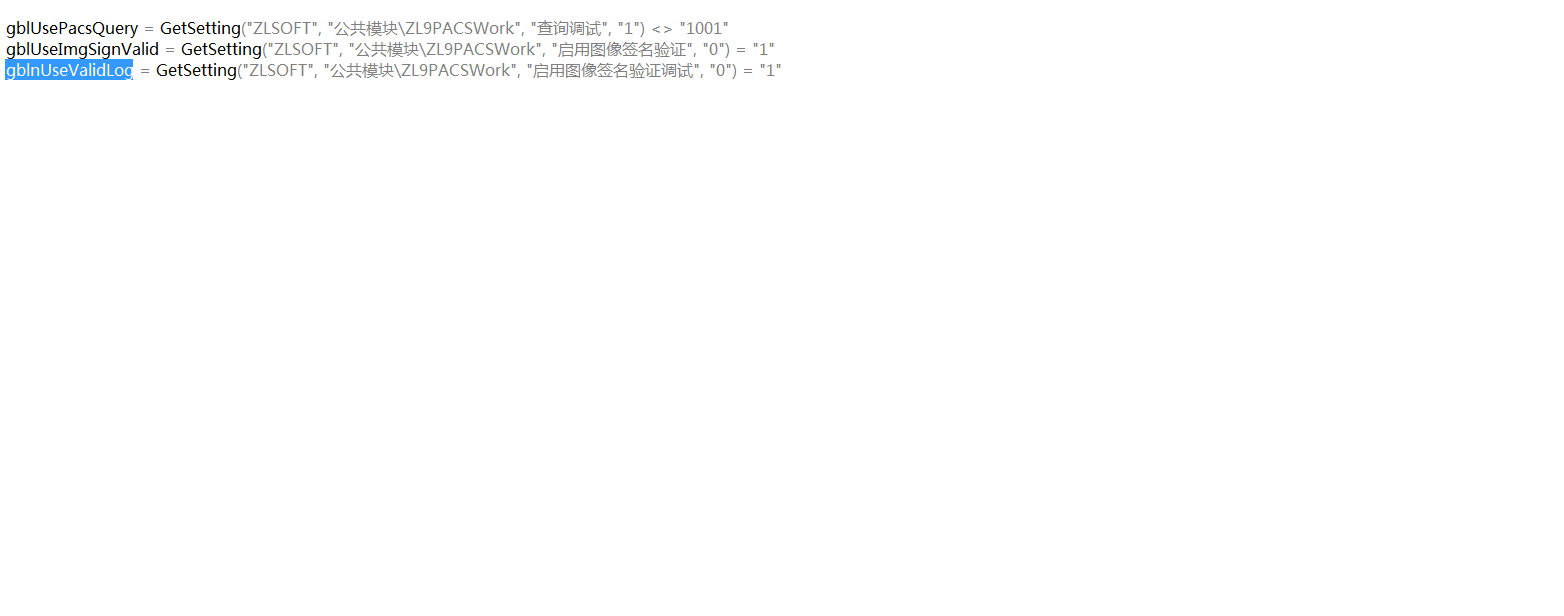 gblUsePacsQuery = GetSetting("ZLSOFT", "公共模块\ZL9PACSWork", "查询调试", "1") <> "1001"
gblUseImgSignValid = GetSetting("ZLSOFT", "公共模块\ZL9PACSWork", "启用图像签名验证", "0") = "1"
gblnUseValidLog = GetSetting("ZLSOFT", "公共模块\ZL9PACSWork", "启用图像签名验证调试", "0") = "1"